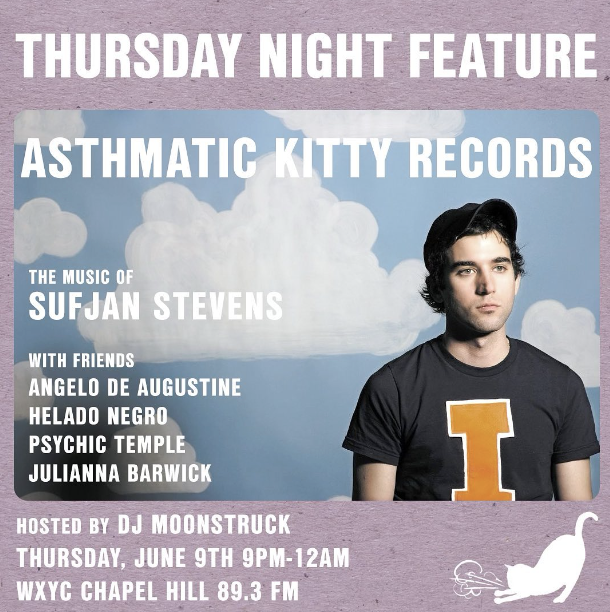 THURSDAY NIGHT FEATURE
ASTHMATIC KITTY RECORDS
THE MUSIC OF
SUFJAN STEVENS
WITH FRIENDS
ANGELO DE AUGUSTINE
HELADO NEGRO
PSYCHIC TEMPLE
JULIANNA BARWICK
I
HOSTED BY DJ MOONSTRUCK
THURSDAY, JUNE 9TH 9PM-12AM
WXYC CHAPEL HILL 89.3 FM